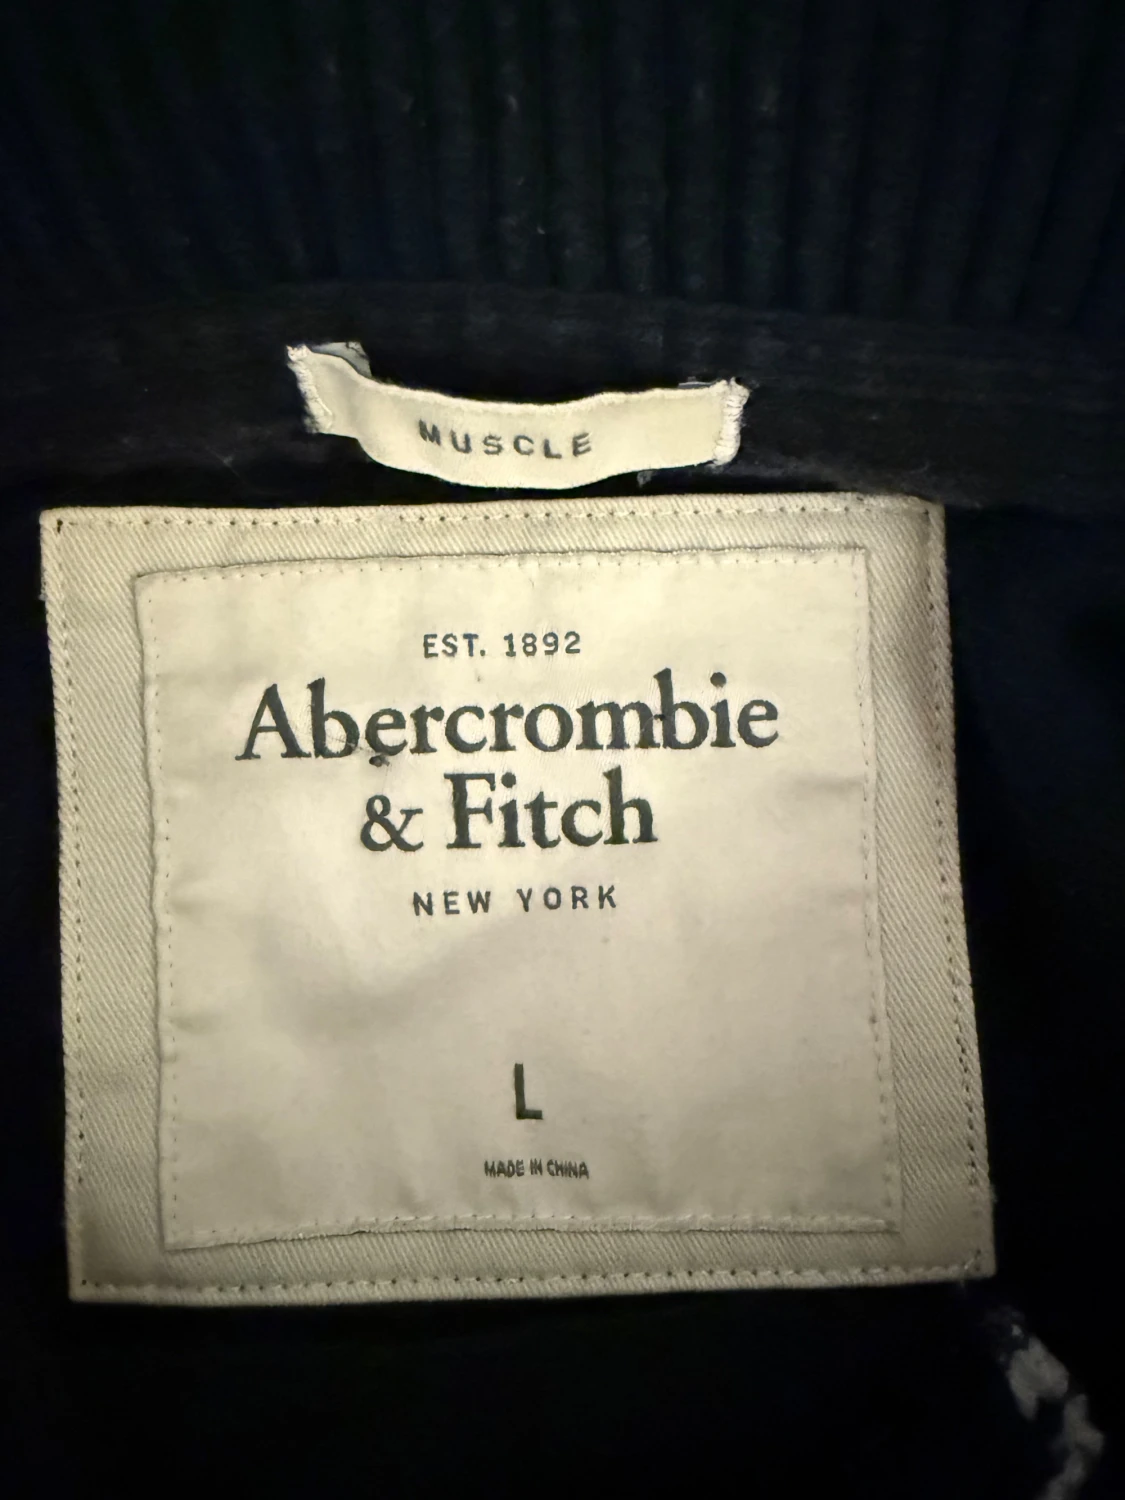 MUSCLE
EST. 1892
Abercrombie
& Fitch
NEW YORK
L
MADE IN CHINA